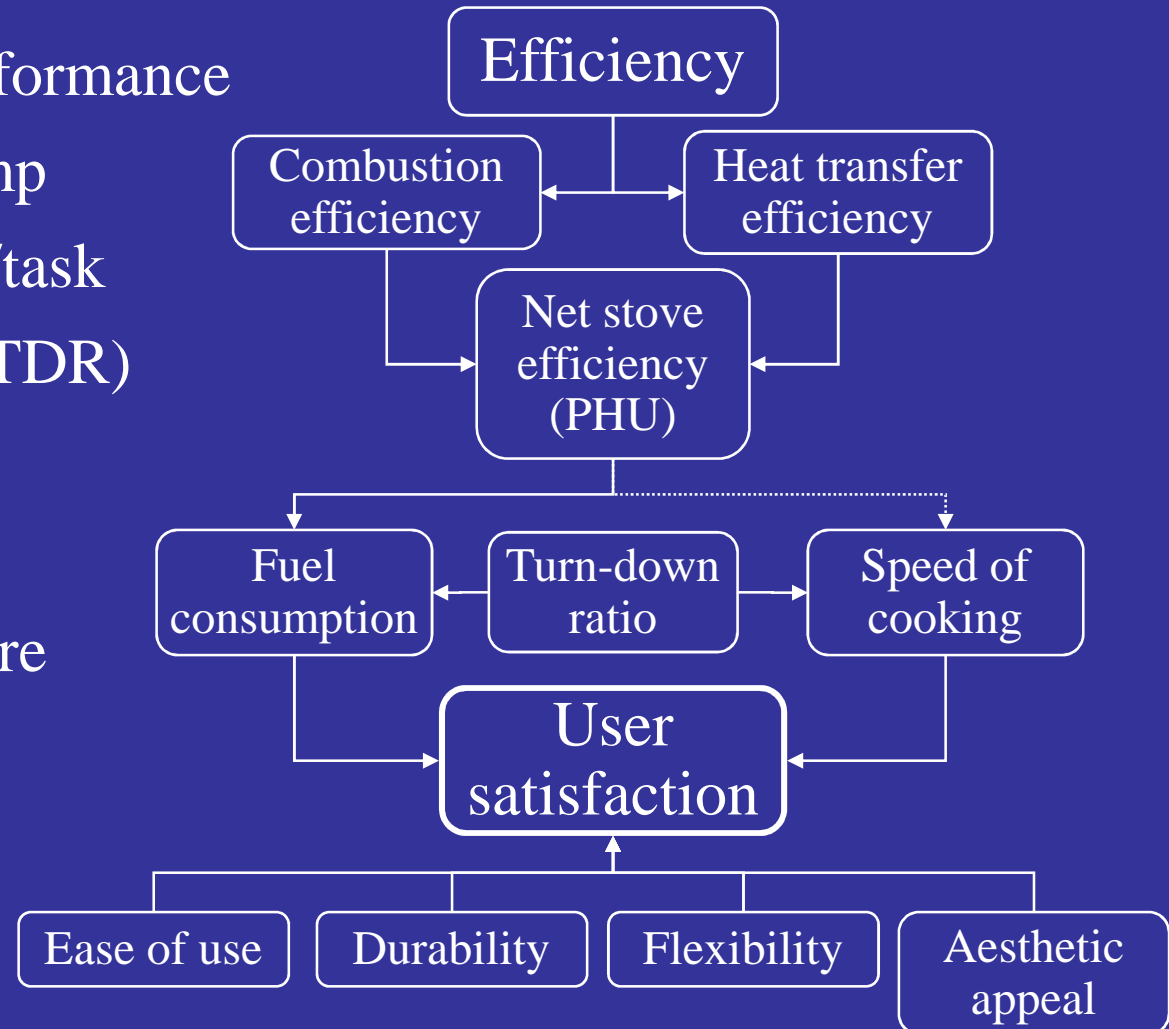 formance
/task
TDR)
re
Efficiency
Combustion
efficiency
Heat transfer
efficiency
Net stove
efficiency
(PHU)
Fuel
consumption
Turn-down
ratio
Speed of
cooking
User
satisfaction
Ease of use
Durability
Flexibility
Aesthetic
appeal